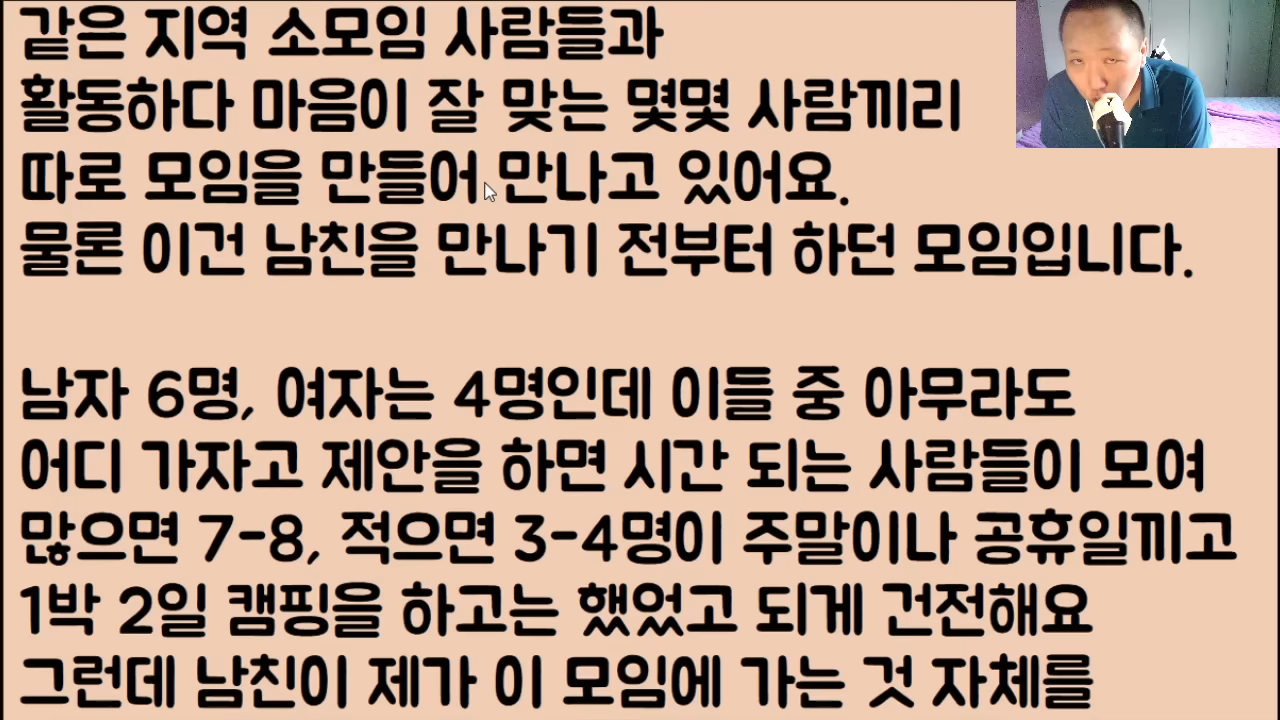 같은 지역 소모임 사람들과
활동하다 마음이 잘 맞는 몇몇 사람끼리
따로 모임을 만들어 만나고 있어요.
물론 이건 남친을 만나기 전부터 하던 모임입니다.
남자 6명, 여자는 4명인데 이들 중 아무라도
어디 가자고 제안을 하면 시간 되는 사람들이 모여
많으면 7-8, 적으면 3-4명이 주말이나 공휴일끼고
1박 2일 캠핑을 하고는 했었고 되게 건전해요
그런데 남친이 제가 이 모임에 가는 것 자체를